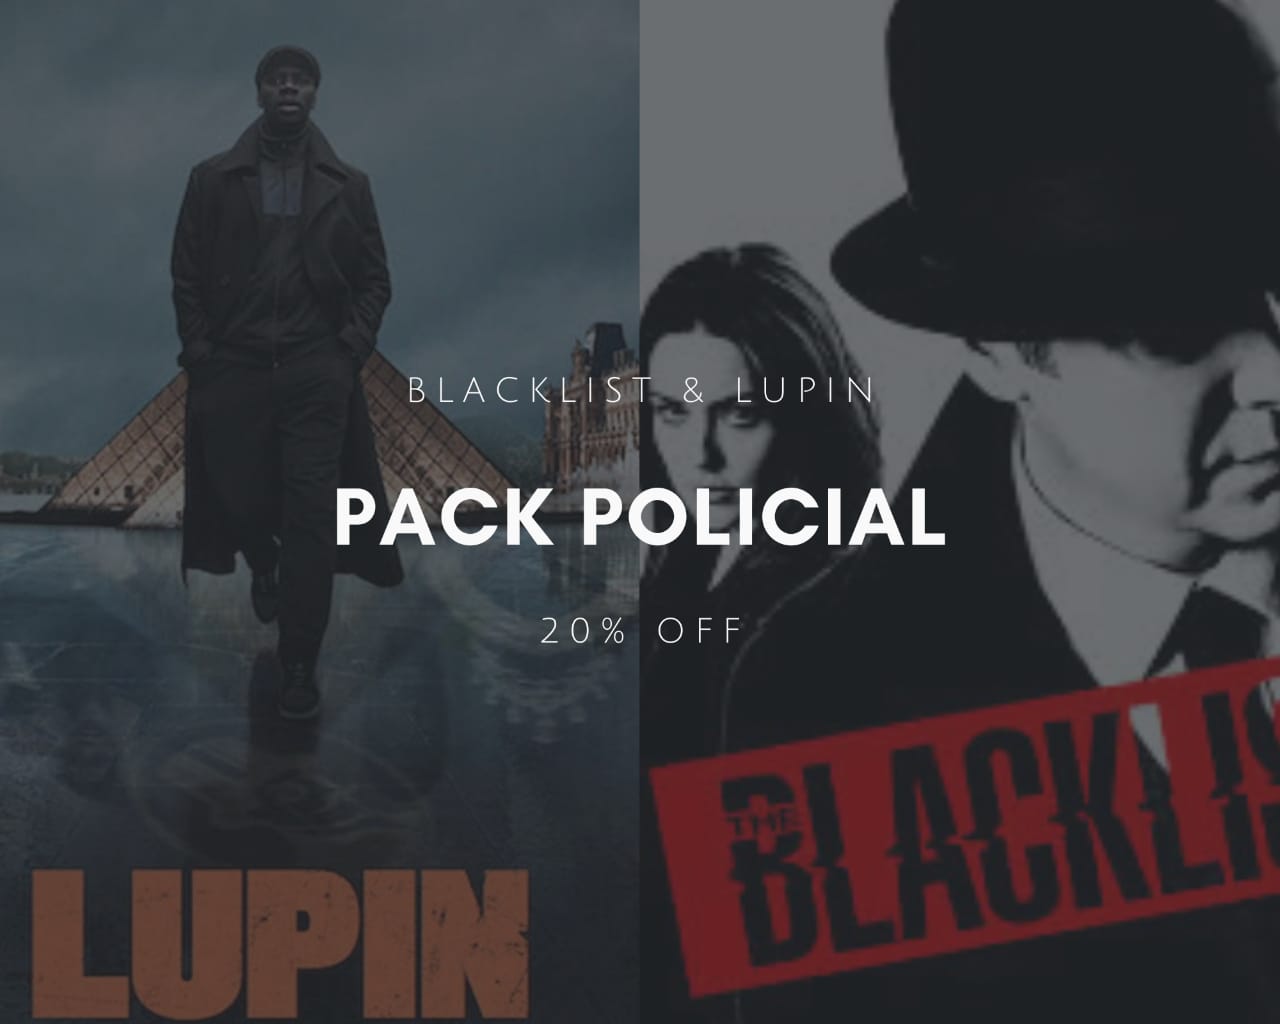 BLACKLIST & LUPIN
PACK POLICIAL
20% OFF
LUPIN
THE
BLACKLIS